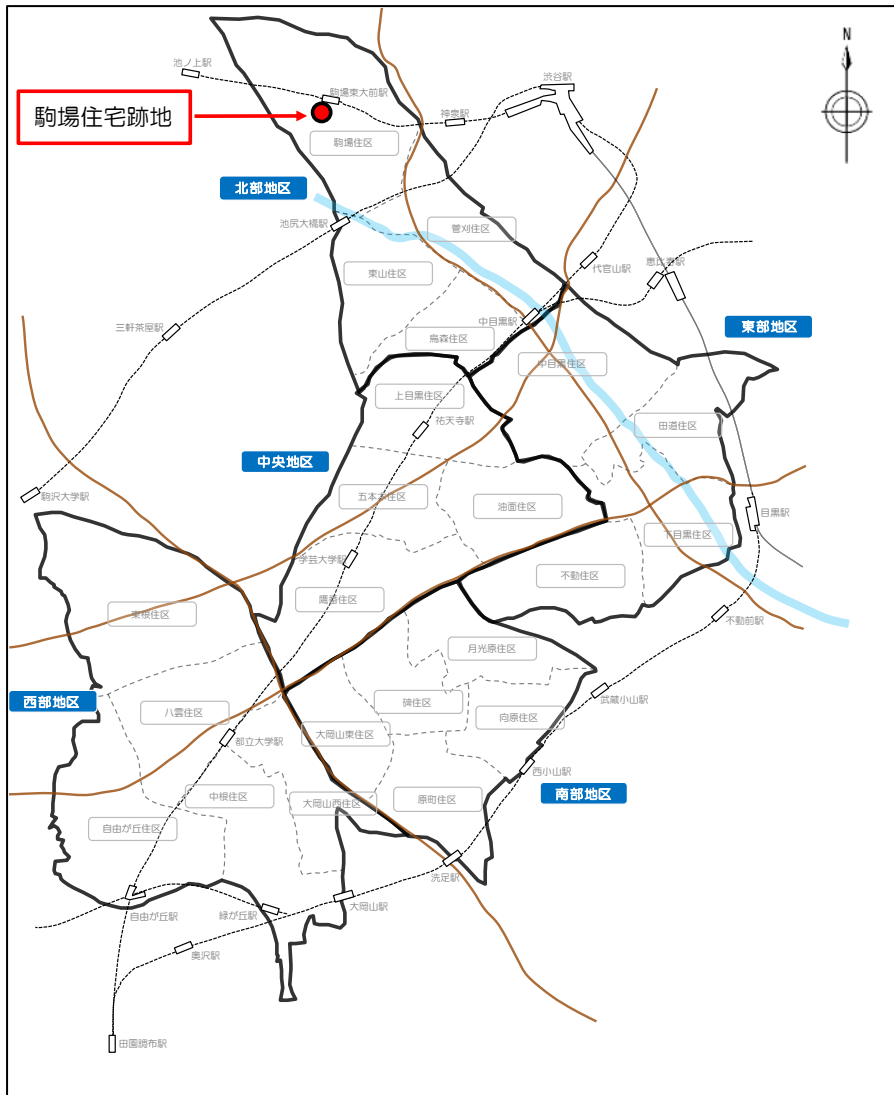 N
池ノ上駅
渋谷駅
駒場東大前駅
駒場住宅跡地
神泉駅
駒場住区
北部地区
池尻大橋駅
菅刈住区
代官山駅
恵比寿駅
東山住区
三軒茶屋駅
中目黒駅
東部地区
烏森住区
中目黒住区
上目黒住区
祐天寺駅
田道住区
中央地区
駒沢大学駅
五本木住区
油面住区
目黒駅
下目黒住区
学芸大学駅
不動住区
鷹番住区
東根住区
不動前駅
月光原住区
西部地区
武蔵小山駅
八雲住区
碑住区
向原住区
都立大学駅
大岡山東住区
西小山駅
中根住区
大岡山西住区
原町住区
南部地区
自由が丘住区
洗足駅
自由が丘駅
緑が丘駅
大岡山駅
奥沢駅
田園調布駅